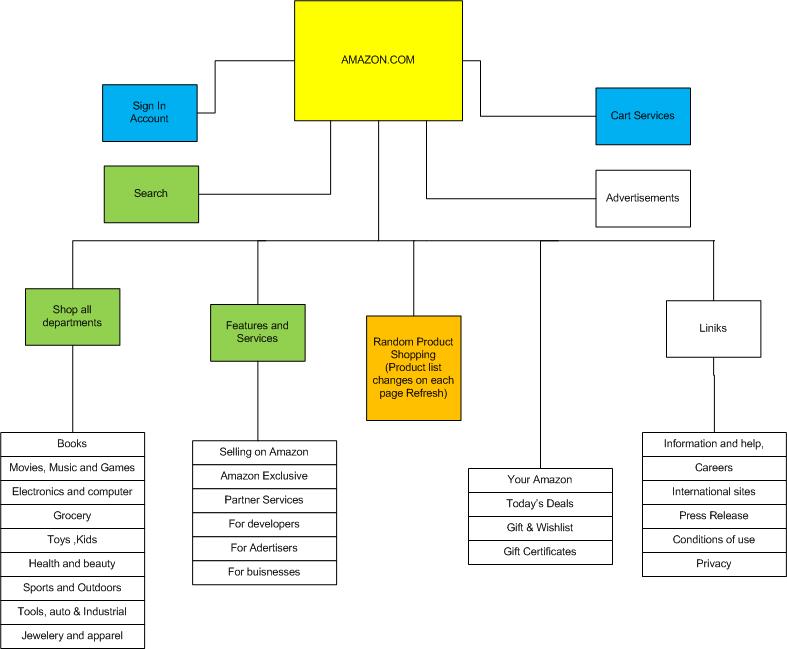 AMAZON.COM
Sign In
Account
Cart Services
Search
Advertisements
Shop all
departments
Features and
Services
Random Product
Shopping
(Product list
changes on each
page Refresh)
Liniks
Books
Movies, Music and Games
Electronics and computer
Grocery
Toys ,Kids
Health and beauty
Sports and Outdoors
Tools, auto & Industrial
Jewelery and apparel
Selling on Amazon
Amazon Exclusive
Partner Services
For developers
For Adertisers
For buisnesses
Your Amazon
Today's Deals
Gift & Wishlist
Gift Certificates
Information and help,
Careers
International sites
Press Release
Conditions of use
Privacy